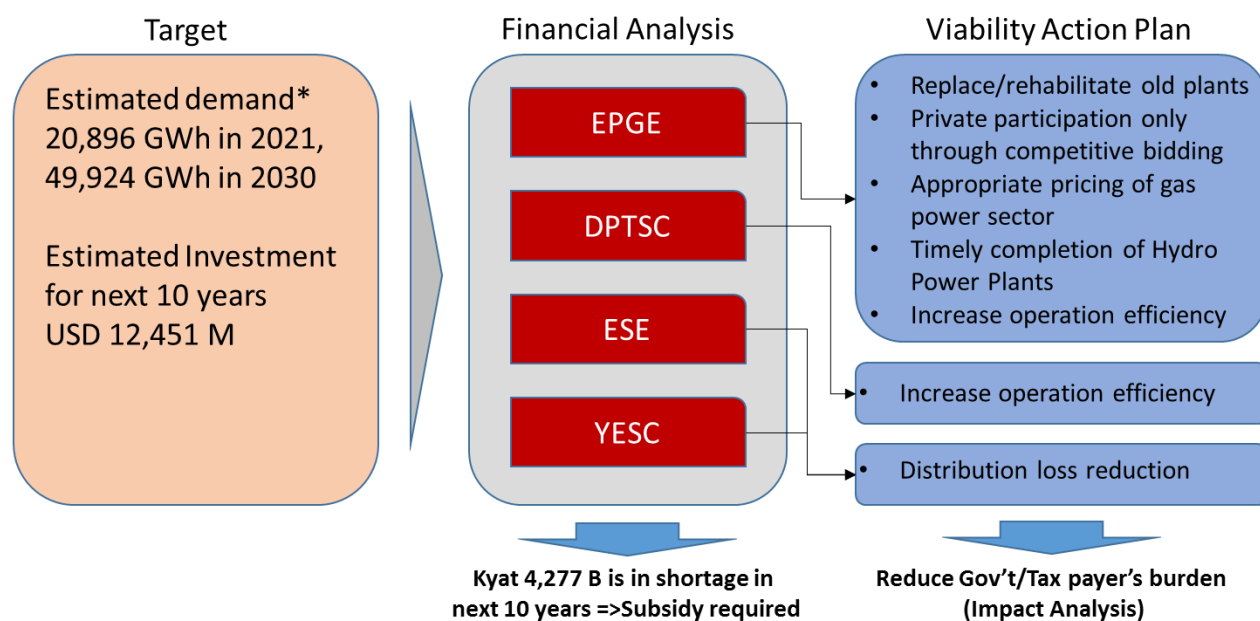 Target
Estimated demand*
20,896 GWh in 2021,
49,924 GWh in 2030
Estimated Investment
for next 10 years
USD 12,451 M
Financial Analysis
EPGE
DPTSC
ESE
YESC
Kyat 4,277 B is in shortage in
next 10 years =>Subsidy required
Viability Action Plan
• Replace/rehabilitate old plants
• Private participation only
through competitive bidding
• Appropriate pricing of gas
power sector
• Timely completion of Hydro
Power Plants
• Increase operation efficiency
• Increase operation efficiency
• Distribution loss reduction
Reduce Gov’t/Tax payer’s burden
(Impact Analysis)